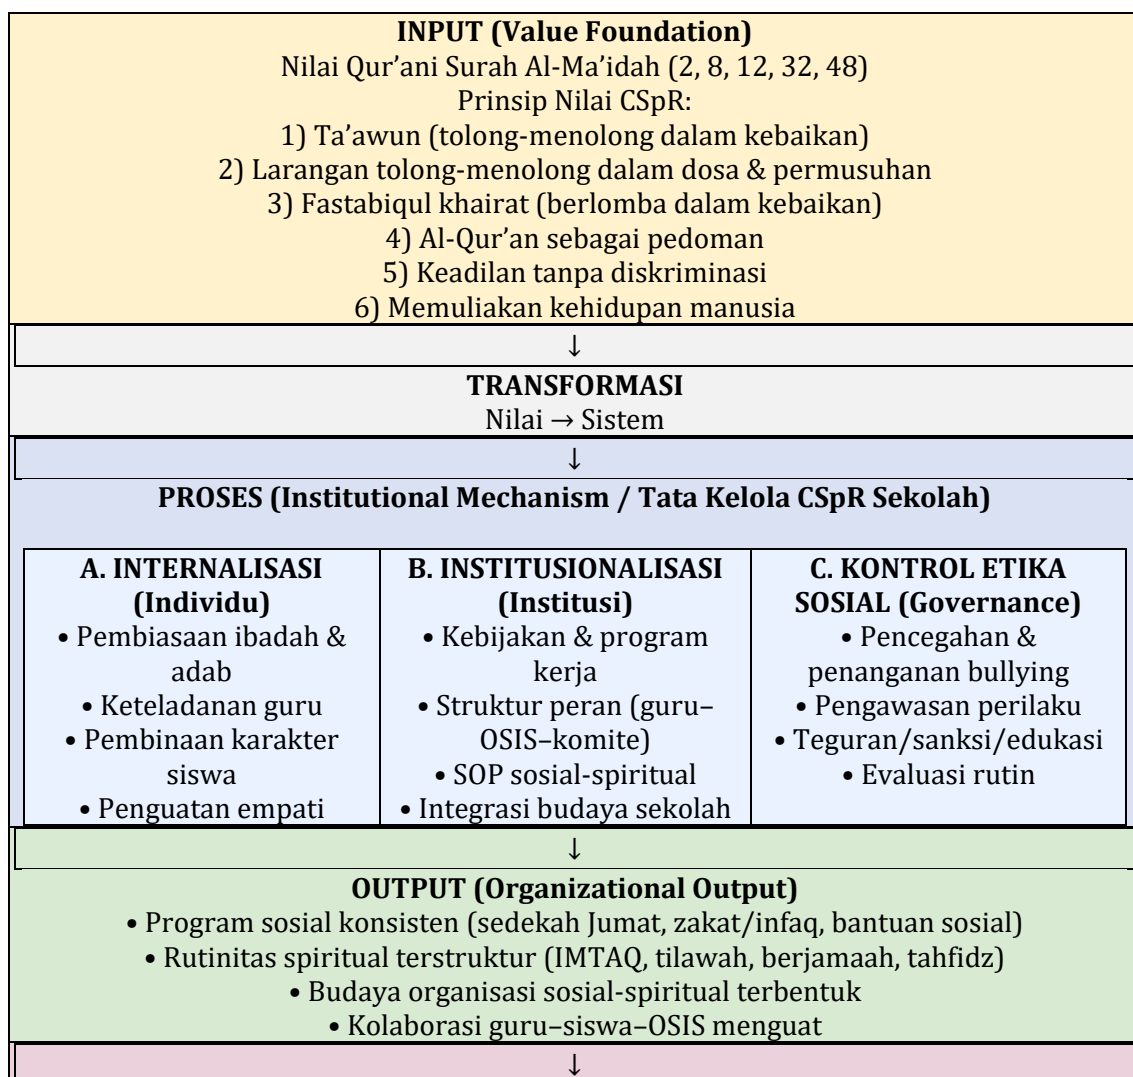 INPUT (Value Foundation)
Nilai Qur’ani Surah Al-Ma’idah (2, 8, 12, 32, 48)
Prinsip Nilai CSpR:
1) Ta’awun (tolong-menolong dalam kebaikan)
2) Larangan tolong-menolong dalam dosa & permusuhan
3) Fastabiqul khairat (berlomba dalam kebaikan)
4) Al-Qur’an sebagai pedoman
5) Keadilan tanpa diskriminasi
6) Memuliakan kehidupan manusia
↓
TRANSFORMASI
Nilai → Sistem
↓
PROSES (Institutional Mechanism / Tata Kelola CSpR Sekolah)
A. INTERNALISASI
(Individu)
• Pembiasaan ibadah &
adab
• Keteladanan guru
• Pembinaan karakter
siswa
• Penguatan empati
B. INSTITUSIONALISASI
(Institusi)
• Kebijakan & program
kerja
• Struktur peran (guru–
OSIS–komite)
• SOP sosial-spiritual
• Integrasi budaya sekolah
C. KONTROL ETIKA
SOSIAL (Governance)
• Pencegahan &
penanganan bullying
• Pengawasan perilaku
• Teguran/sanksi/edukasi
• Evaluasi rutin
↓
OUTPUT (Organizational Output)
• Program sosial konsisten (sedekah Jumat, zakat/infaq, bantuan sosial)
• Rutinitas spiritual terstruktur (IMTAQ, tilawah, berjamaah, tahfidz)
• Budaya organisasi sosial-spiritual terbentuk
• Kolaborasi guru–siswa–OSIS menguat
↓